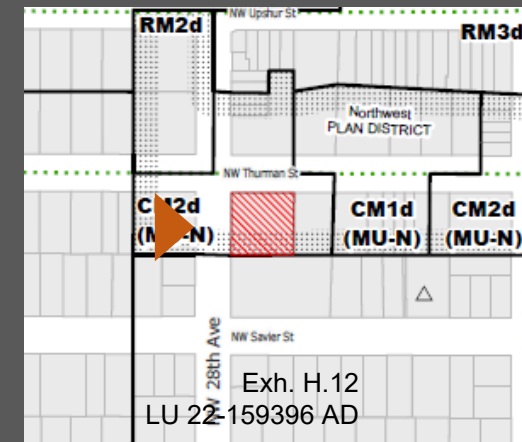 NW Upshur St
RM2d
RM3d
Northwest
PLAN DISTRICT
NW Thurman St
CM2d
(MU-N)
CM1d
(MU-N)
CM2d
(MU-N)
NW Savier St
NW 28th Ave
Exh. H.12
LU 22-159396 AD